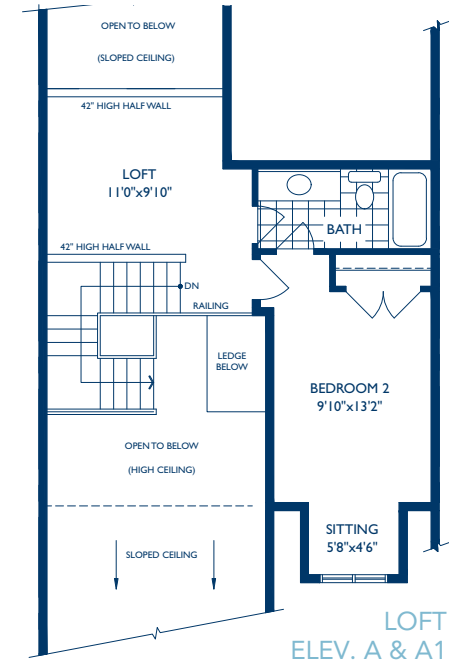 OPEN TO BELOW
(SLOPED CEILING)
42" HIGH HALF WALL
LOFT
11'0"x9'10"
BATH
42" HIGH HALF WALL
DN
RAILING
LEDGE
BELOW
BEDROOM 2
9'10"x13'2"
OPEN TO BELOW
(HIGH CEILING)
SITTING
5'8"x4'6"
SLOPED CEILING
LOFT
ELEV. A & A1